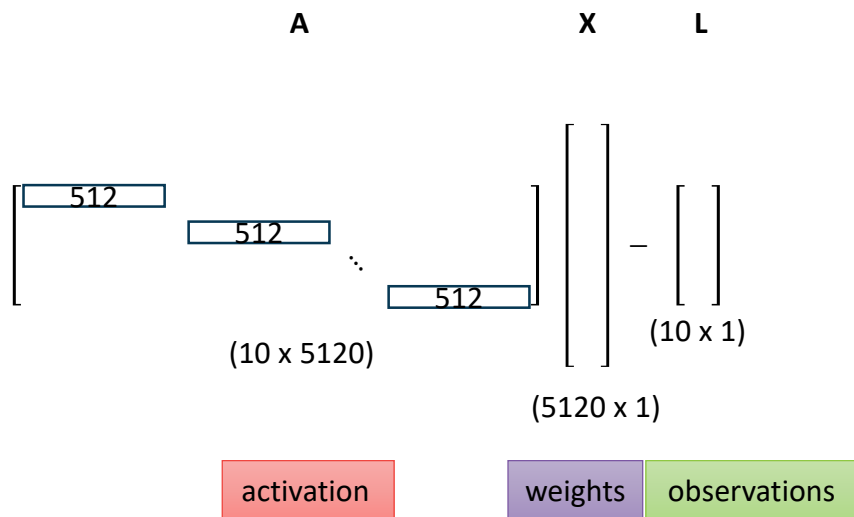 A X L
512
512
⋱
512
–
(10 x 1)
(10 x 5120)
(5120 x 1)
activation weights observations